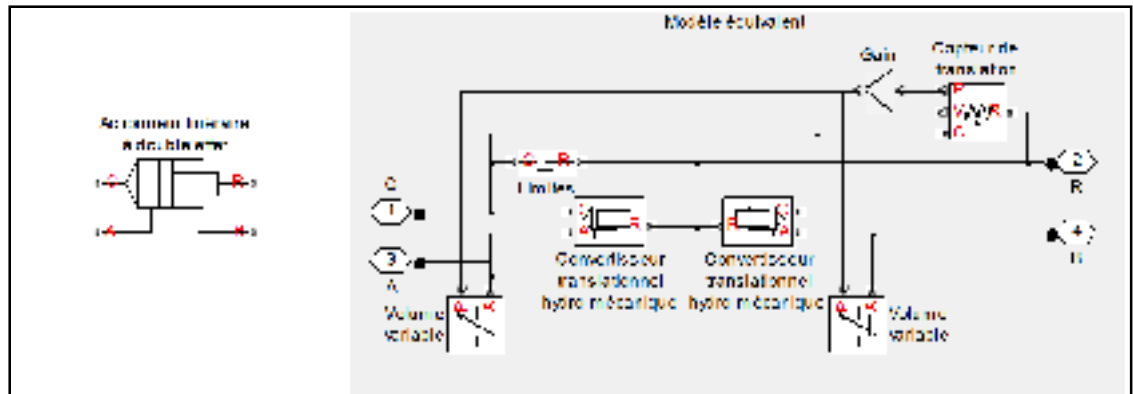 Modèle équivalent
Gain
Capteur de
translation
Actionneur linéaire
à double effet
C
R
A
Limites
C
1
3
A
2
R
4
Convertisseur
translationnel
hydro mécanique
Convertisseur
translationnel
hydro mécanique
Volume
variable
Volume
variable